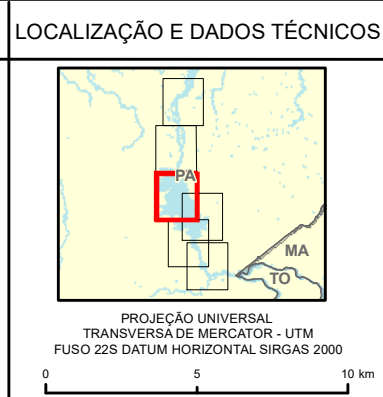 LOCALIZAÇÃO E DADOS TÉCNICOS
PA
MA
TO
PROJEÇÃO UNIVERSAL
TRANSVERSA DE MERCATOR - UTM
FUSO 22S DATUM HORIZONTAL SIRGAS 2000
0 5 10 km